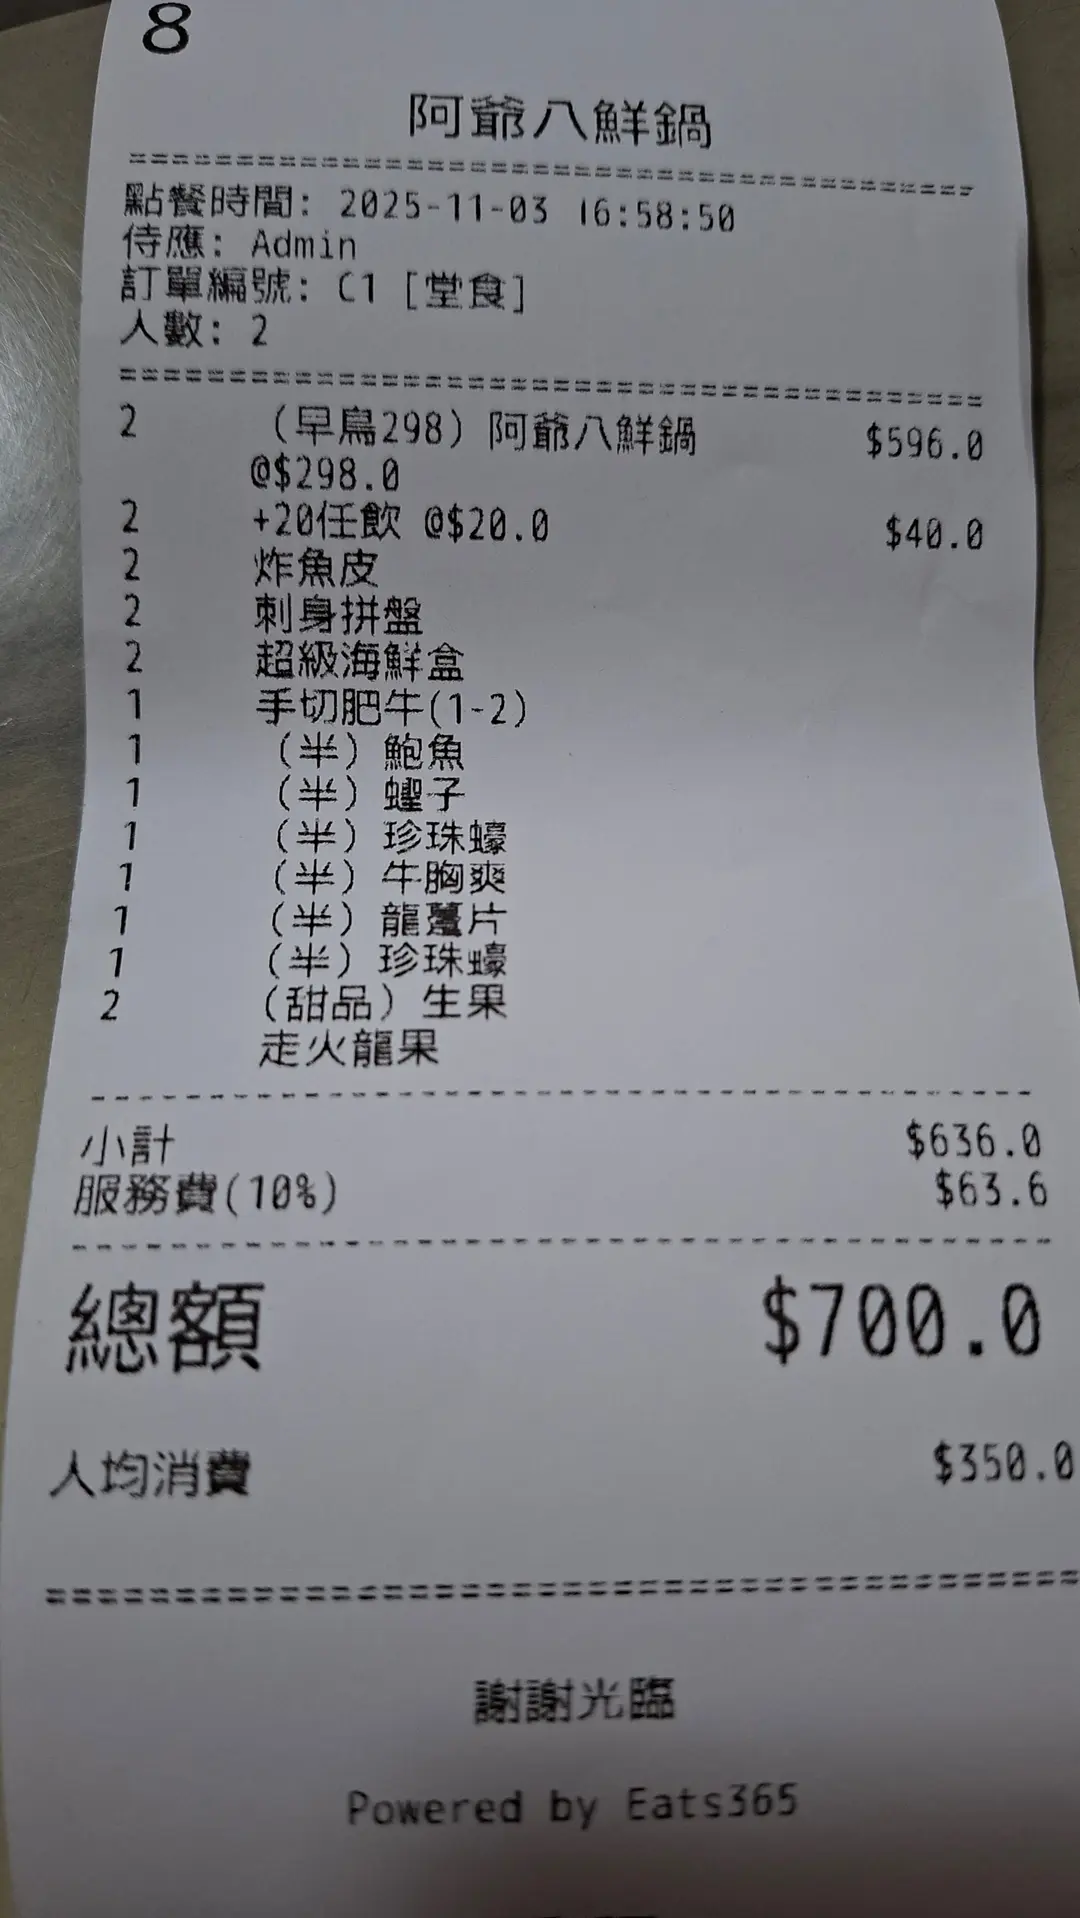 8
阿爺八鮮鍋
點餐時間: 2025-11-03 16:58:50
侍應: Admin
訂單編號: C1 [堂食]
人數: 2
2 (早鳥298) 阿爺八鮮鍋 $596.0
@$298.0
2 +20任飲 @$20.0 $40.0
2 炸魚皮
2 刺身拼盤
2 超級海鮮盒
1 手切肥牛(1-2)
1 (半) 鮑魚
1 (半) 蟶子
1 (半) 珍珠蠔
1 (半) 牛胸爽
1 (半) 龍躉片
1 (半) 珍珠蠔
2 (甜品) 生果
走火龍果
小計 $636.0
服務費(10%) $63.6
總額 $700.0
人均消費 $350.0
謝謝光臨
Powered by Eats365